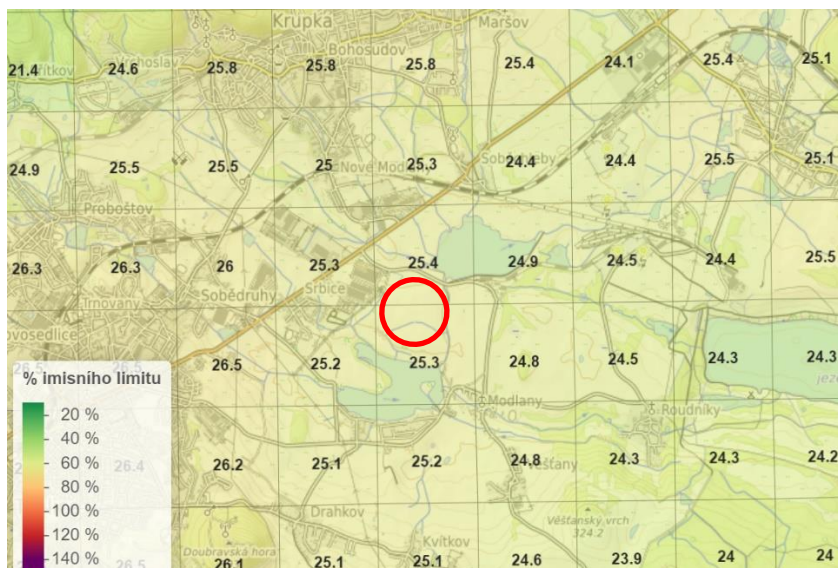 Krupka
Maršov
Bohosudov
21.4 24.6 25.8 25.8 25.8 25.4 24.1 25.4 25.1
24.9 25.5 25.5 25 25.3 24.4 24.4 25.5 25.1
Proboštov
26.3 26.3 26 25.3 25.4 24.9 24.5 24.4 25.5
Trnovany
Sobědruhy
Srbice
26.5 25.2 25.3 24.8 24.5 24.3 24.3
% imisního limitu
20 %
40 %
60 %
80 %
100 %
120 %
140 %
Modlany
Roudníky
26.4 26.2 25.1 25.2 24.8 24.3 24.3 24.2
Věšťany
Drahkov
Věšťanský vrch
324.2
Kvítkov
Doubravská hora
26.5 26.1 25.1 25.1 24.6 23.9 24 24